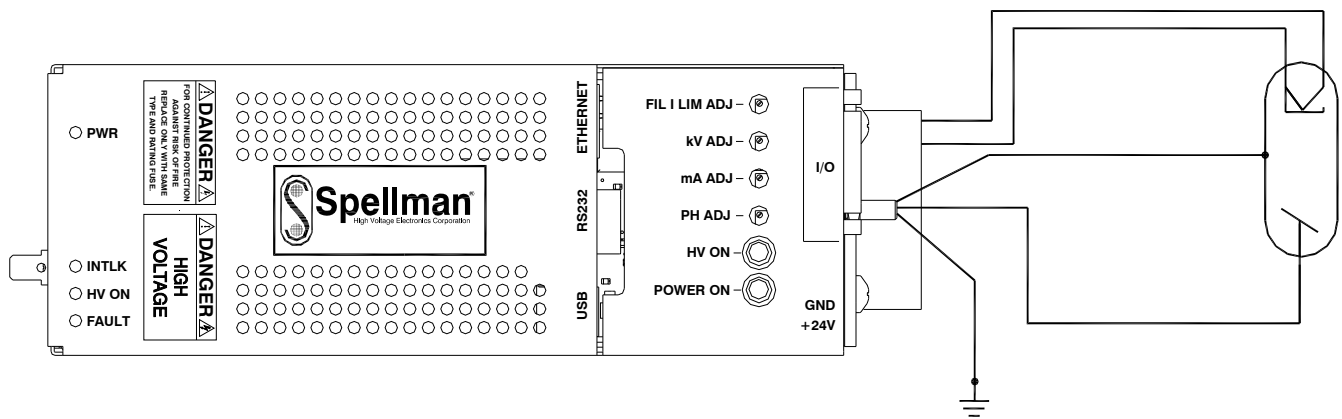 PWR
INTLK
HV ON
FAULT
DANGER
FOR CONTINUED PROTECTION
AGAINST RISK OF FIRE
REPLACE ONLY WITH SAME
TYPE AND RATING FUSE.
DANGER
HIGH
VOLTAGE
Spellman®
High Voltage Electronics Corporation
ETHERNET
RS232
USB
FIL I LIM ADJ
kV ADJ
mA ADJ
PH ADJ
HV ON
POWER ON
I/O
GND
+24V